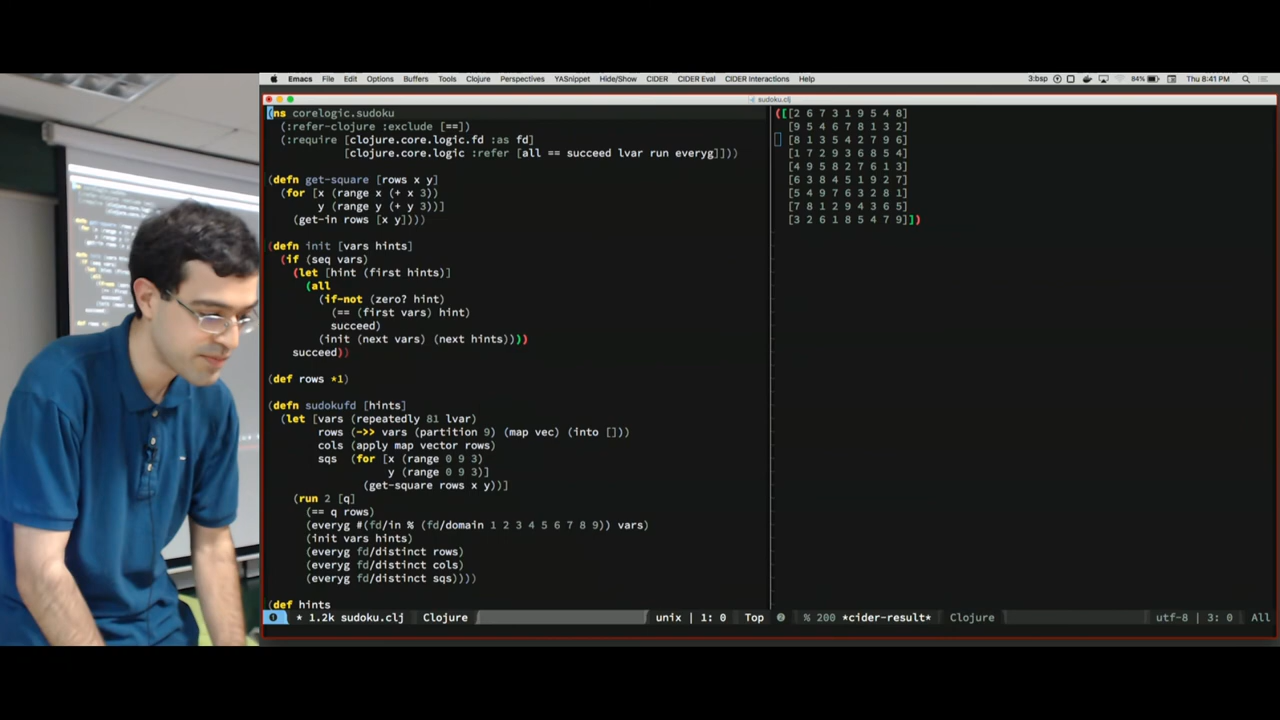 Emacs File Edit Options Buffers Tools Clojure Perspectives YASnippet Hide/Show CIDER CIDER Eval CIDER Interactions Help 3:bsp 84% Thu 8:41 PM
sudoku.clj
(ns corelogic.sudoku
(:refer-clojure :exclude [==])
(:require [clojure.core.logic.fd :as fd]
[clojure.core.logic :refer [all == succeed lvar run everyg]]))
(defn get-square [rows x y]
(for [x (range x (+ x 3))
y (range y (+ y 3))]
(get-in rows [x y])))
(defn init [vars hints]
(if (seq vars)
(let [hint (first hints)]
(all
(if-not (zero? hint)
(== (first vars) hint)
succeed)
(init (next vars) (next hints))))
succeed))
(def rows *1)
(defn sudokufd [hints]
(let [vars (repeatedly 81 lvar)
rows (->> vars (partition 9) (map vec) (into []))
cols (apply map vector rows)
sqs (for [x (range 0 9 3)
y (range 0 9 3)]
(get-square rows x y))]
(run 2 [q]
(== q rows)
(everyg #(fd/in % (fd/domain 1 2 3 4 5 6 7 8 9)) vars)
(init vars hints)
(everyg fd/distinct rows)
(everyg fd/distinct cols)
(everyg fd/distinct sqs))))
(def hints
([[2 6 7 3 1 9 5 4 8]
[9 5 4 6 7 8 1 3 2]
[8 1 3 5 4 2 7 9 6]
[1 7 2 9 3 6 8 5 4]
[4 9 5 8 2 7 6 1 3]
[6 3 8 4 5 1 9 2 7]
[5 4 9 7 6 3 2 8 1]
[7 8 1 2 9 4 3 6 5]
[3 2 6 1 8 5 4 7 9]])
1 * 1.2k sudoku.clj Clojure unix | 1: 0 Top 2 % 200 *cider-result* Clojure utf-8 | 3: 0 All